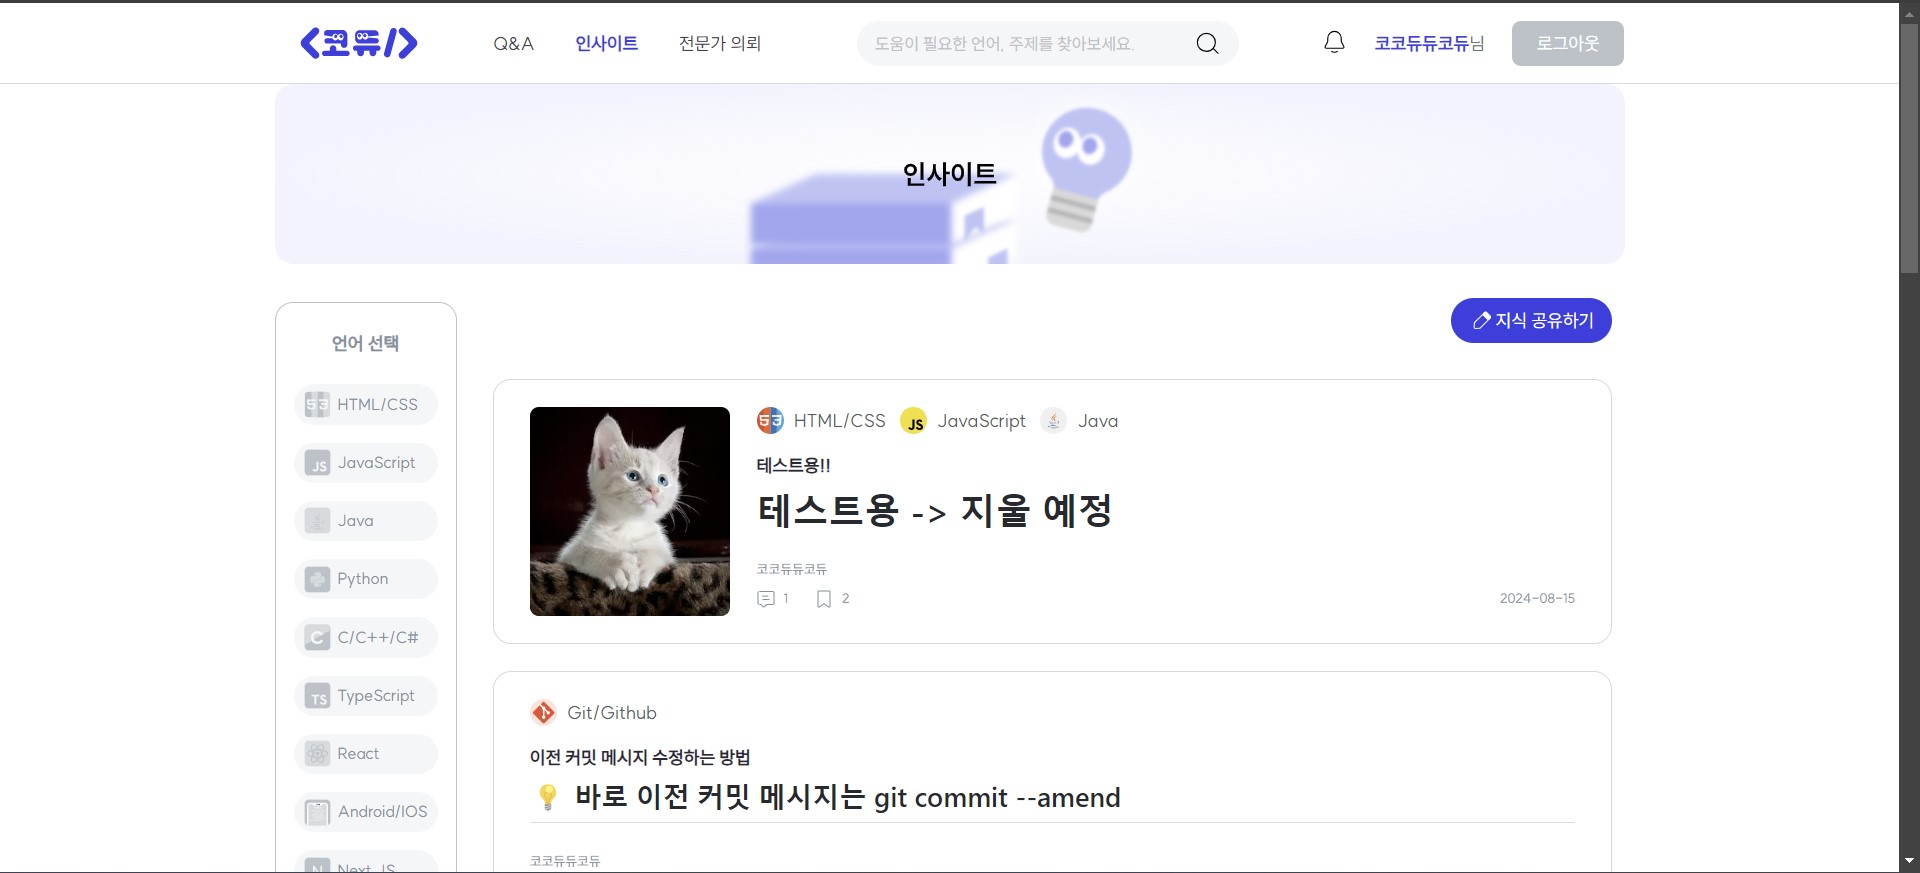 <코듀/>
Q&A 인사이트 전문가 의뢰 도움이 필요한 언어, 주제를 찾아보세요. 코코듀듀코듀님 로그아웃
인사이트
지식 공유하기
언어 선택
HTML/CSS
JavaScript
Java
Python
C/C++/C#
TypeScript
React
Android/IOS
Next JS
HTML/CSS JavaScript Java
테스트용!!
테스트용 -> 지울 예정
코코듀듀코듀
1 2 2024-08-15
Git/Github
이전 커밋 메시지 수정하는 방법
💡 바로 이전 커밋 메시지는 git commit --amend
코코듀듀코듀